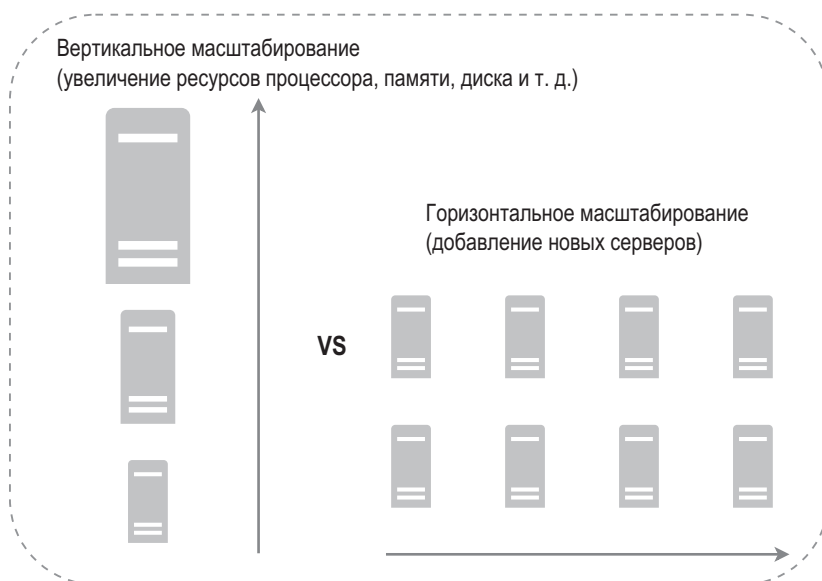 Вертикальное масштабирование
(увеличение ресурсов процессора, памяти, диска и т. д.)
Горизонтальное масштабирование
(добавление новых серверов)
VS